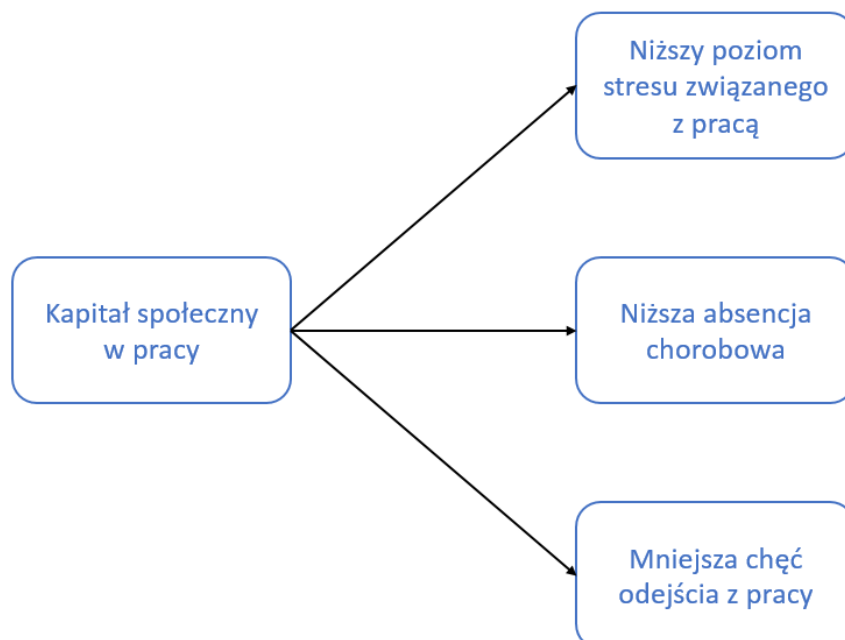 Niższy poziom
stresu związanego
z pracą
Kapitał społeczny
w pracy
Niższa absencja
chorobowa
Mniejsza chęć
odejścia z pracy